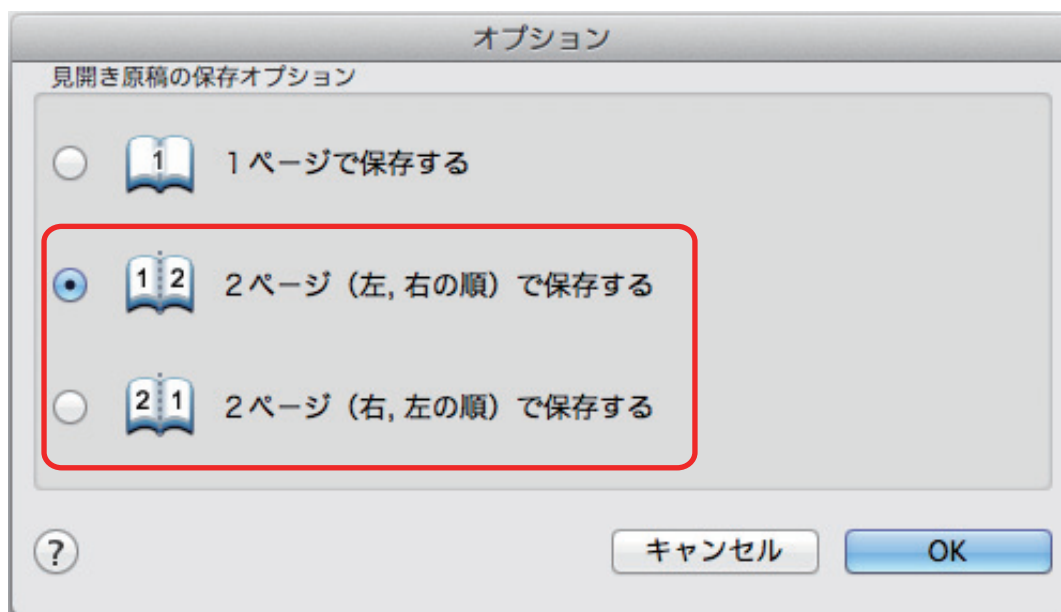 オプション
見開き原稿の保存オプション
1
1ページで保存する
1 2
2ページ（左, 右の順）で保存する
2 1
2ページ（右, 左の順）で保存する
?
キャンセル
OK